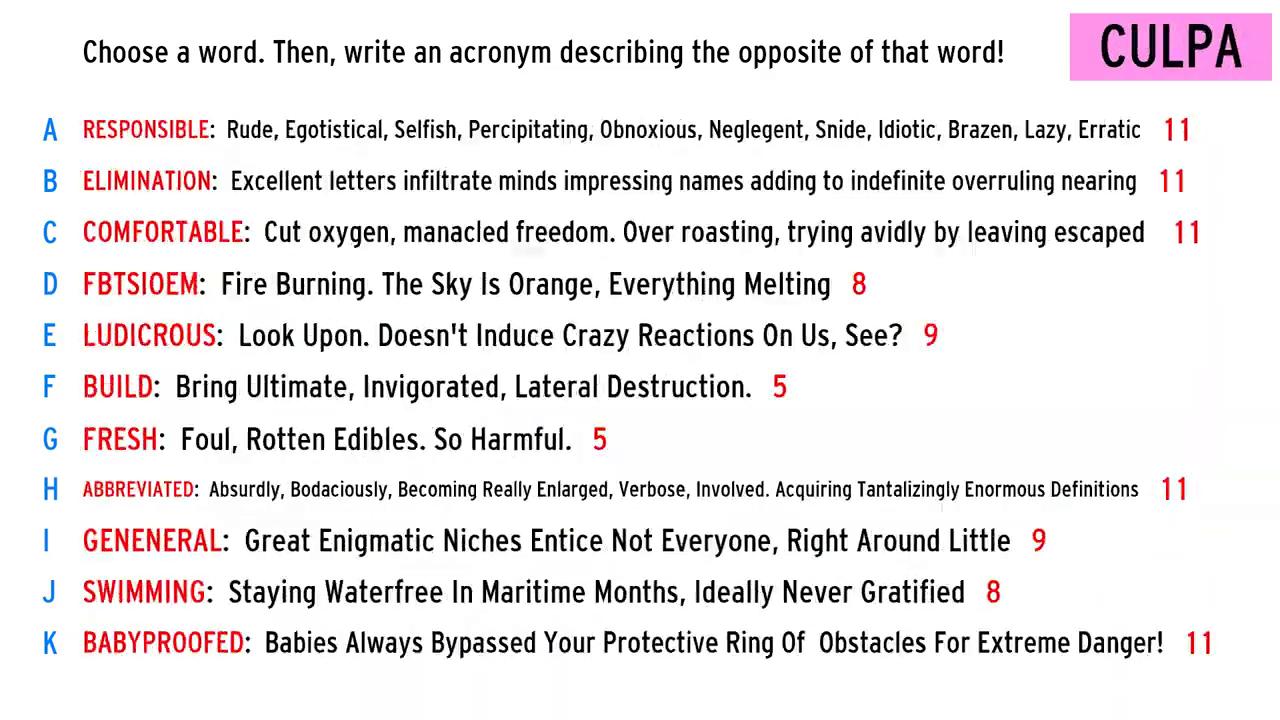 Choose a word. Then, write an acronym describing the opposite of that word!
CULPA
A RESPONSIBLE: Rude, Egotistical, Selfish, Percipitating, Obnoxious, Neglegent, Snide, Idiotic, Brazen, Lazy, Erratic 11
B ELIMINATION: Excellent letters infiltrate minds impressing names adding to indefinite overruling nearing 11
C COMFORTABLE: Cut oxygen, manacled freedom. Over roasting, trying avidly by leaving escaped 11
D FBTSIOEM: Fire Burning. The Sky Is Orange, Everything Melting 8
E LUDICROUS: Look Upon. Doesn't Induce Crazy Reactions On Us, See? 9
F BUILD: Bring Ultimate, Invigorated, Lateral Destruction. 5
G FRESH: Foul, Rotten Edibles. So Harmful. 5
H ABBREVIATED: Absurdly, Bodaciously, Becoming Really Enlarged, Verbose, Involved. Acquiring Tantalizingly Enormous Definitions 11
I GENENERAL: Great Enigmatic Niches Entice Not Everyone, Right Around Little 9
J SWIMMING: Staying Waterfree In Maritime Months, Ideally Never Gratified 8
K BABYPROOFED: Babies Always Bypassed Your Protective Ring Of Obstacles For Extreme Danger! 11